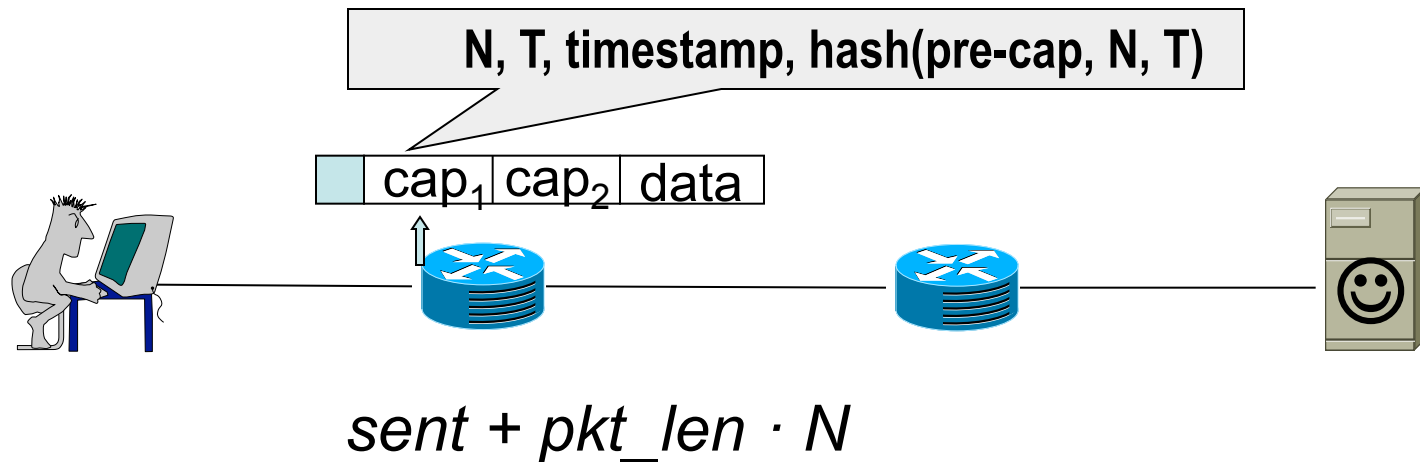 N, T, timestamp, hash(pre-cap, N, T)
cap₁ cap₂ data
sent + pkt_len · N